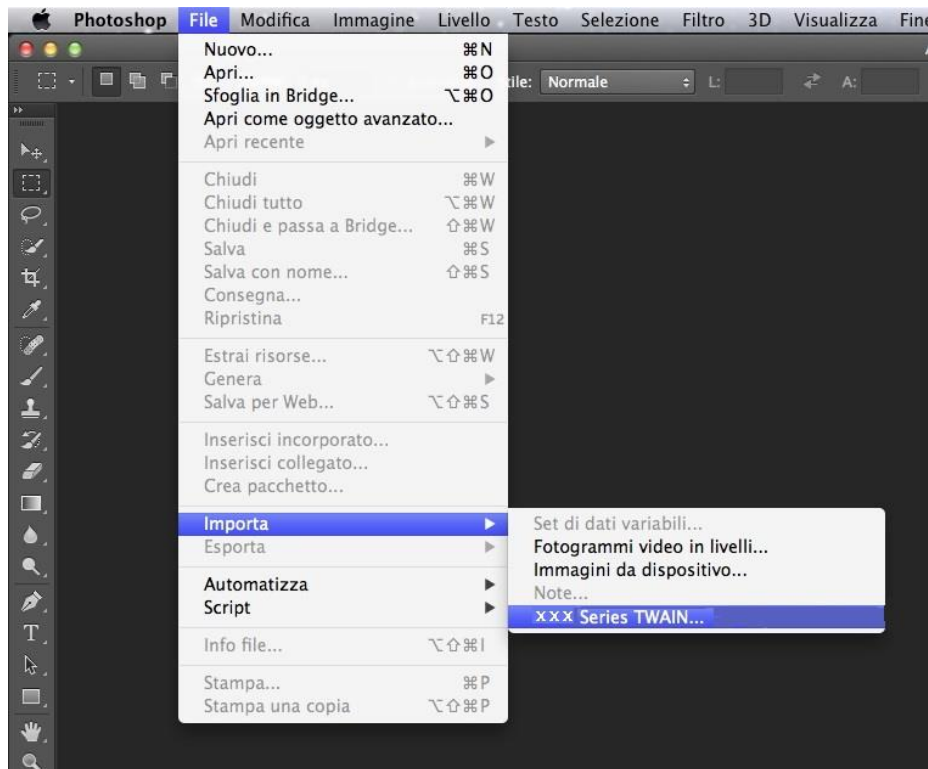 Photoshop File Modifica Immagine Livello Testo Selezione Filtro 3D Visualizza Fine
Nuovo... ⌘N
Apri... ⌘O
Sfoglia in Bridge... ⌥⌘O
Apri come oggetto avanzato...
Apri recente
tile: Normale L: A:
Chiudi ⌘W
Chiudi tutto ⌥⌘W
Chiudi e passa a Bridge... ⇧⌘W
Salva ⌘S
Salva con nome... ⇧⌘S
Consegna...
Ripristina F12
Estrai risorse... ⌥⇧⌘W
Genera
Salva per Web... ⌥⇧⌘S
Inserisci incorporato...
Inserisci collegato...
Crea pacchetto...
Importa
Esporta
Automatizza
Script
Info file... ⌥⇧⌘I
Stampa... ⌘P
Stampa una copia ⌥⇧⌘P
Set di dati variabili...
Fotogrammi video in livelli...
Immagini da dispositivo...
Note...
XXX Series TWAIN...
T